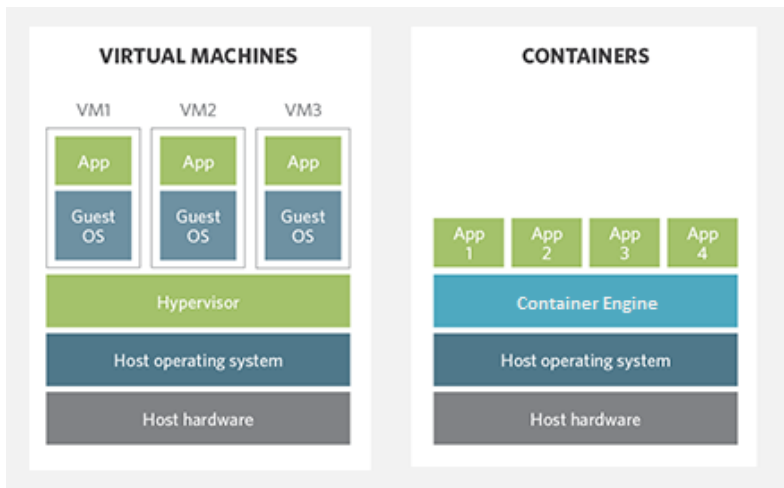 VIRTUAL MACHINES
VM1
VM2
VM3
App
App
App
Guest
OS
Guest
OS
Guest
OS
Hypervisor
Host operating system
Host hardware
CONTAINERS
App
1
App
2
App
3
App
4
Container Engine
Host operating system
Host hardware